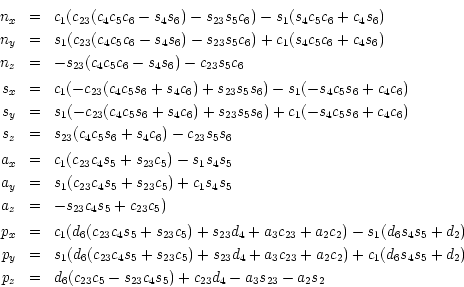 n_x = c_1(c_23(c_4c_5c_6 − s_4s_6) − s_23s_5c_6) − s_1(s_4c_5c_6 + c_4s_6)
n_y = s_1(c_23(c_4c_5c_6 − s_4s_6) − s_23s_5c_6) + c_1(s_4c_5c_6 + c_4s_6)
n_z = −s_23(c_4c_5c_6 − s_4s_6) − c_23s_5c_6
s_x = c_1(−c_23(c_4c_5s_6 + s_4c_6) + s_23s_5s_6) − s_1(−s_4c_5s_6 + c_4c_6)
s_y = s_1(−c_23(c_4c_5s_6 + s_4c_6) + s_23s_5s_6) + c_1(−s_4c_5s_6 + c_4c_6)
s_z = s_23(c_4c_5s_6 + s_4c_6) − c_23s_5s_6
a_x = c_1(c_23c_4s_5 + s_23c_5) − s_1s_4s_5
a_y = s_1(c_23c_4s_5 + s_23c_5) + c_1s_4s_5
a_z = −s_23c_4s_5 + c_23c_5)
p_x = c_1(d_6(c_23c_4s_5 + s_23c_5) + s_23d_4 + a_3c_23 + a_2c_2) − s_1(d_6s_4s_5 + d_2)
p_y = s_1(d_6(c_23c_4s_5 + s_23c_5) + s_23d_4 + a_3c_23 + a_2c_2) + c_1(d_6s_4s_5 + d_2)
p_z = d_6(c_23c_5 − s_23c_4s_5) + c_23d_4 − a_3s_23 − a_2s_2